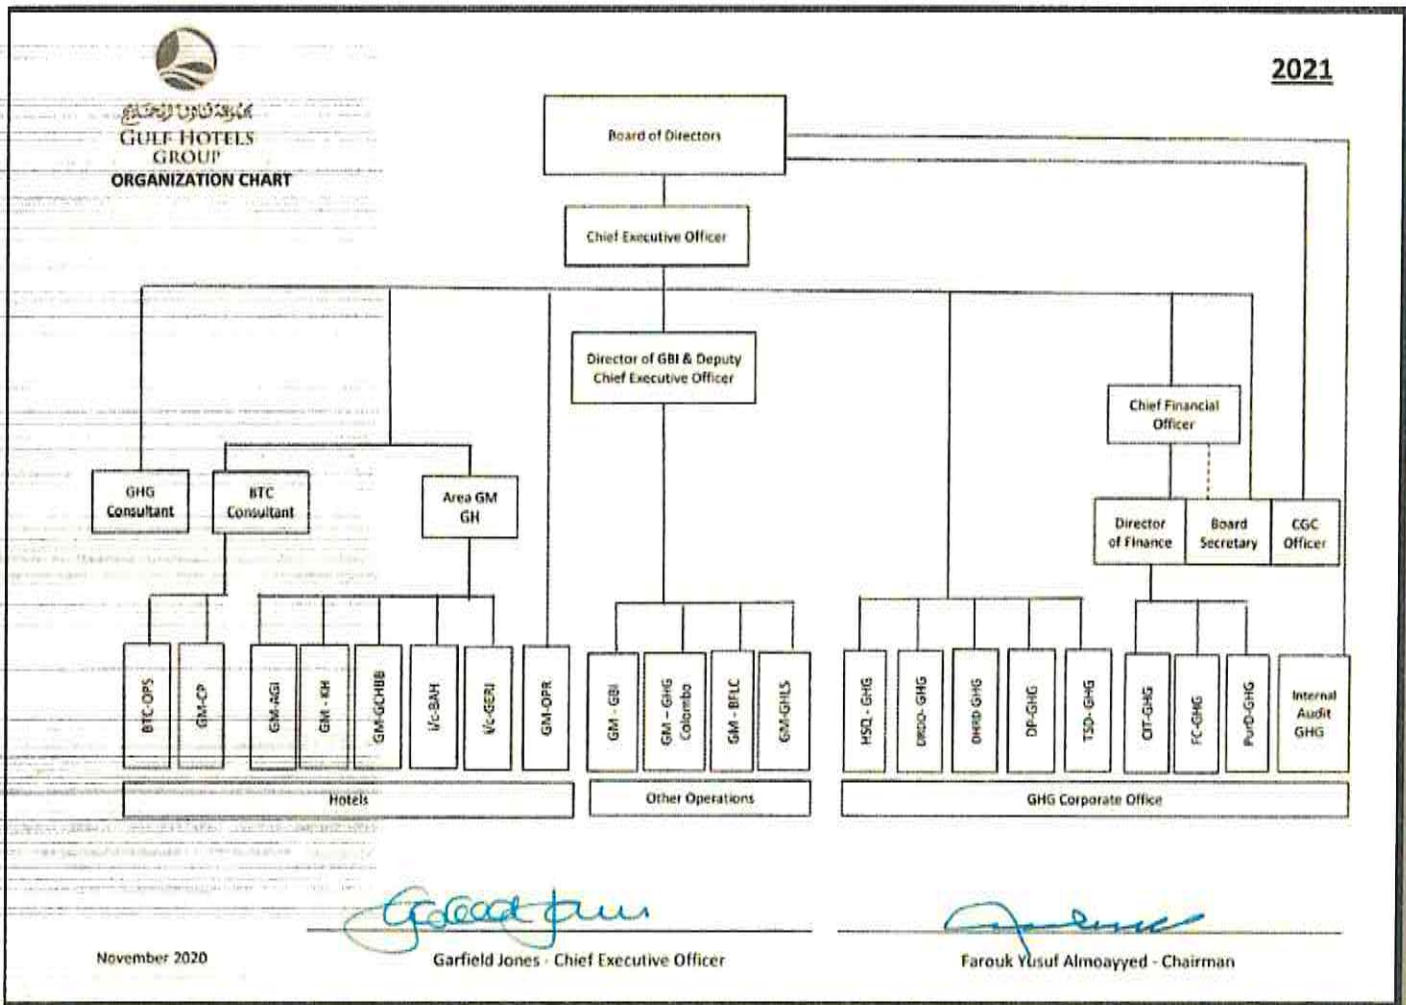 2021
مجموعة فنادق الخليج
GULF HOTELS
GROUP
ORGANIZATION CHART
Board of Directors
Chief Executive Officer
Director of GBI & Deputy
Chief Executive Officer
Chief Financial
Officer
GHG
Consultant
BTC
Consultant
Area GM
GH
Director
of Finance
Board
Secretary
CGC
Officer
BTC-OPS
GM-CP
GM-AGI
GM - KH
GM-GCHBB
i/c-BAH
i/c-GERI
GM-OPR
GM - GBI
GM – GHG
Colombo
GM - BFLC
GM-GHLS
HSQ - GHG
DRDO- GHG
DHRD GHG
DP-GHG
TSD- GHG
CIT-GHG
FC-GHG
PurD-GHG
Internal
Audit
GHG
Hotels
Other Operations
GHG Corporate Office
November 2020
Garfield Jones - Chief Executive Officer
Farouk Yusuf Almoayyed - Chairman